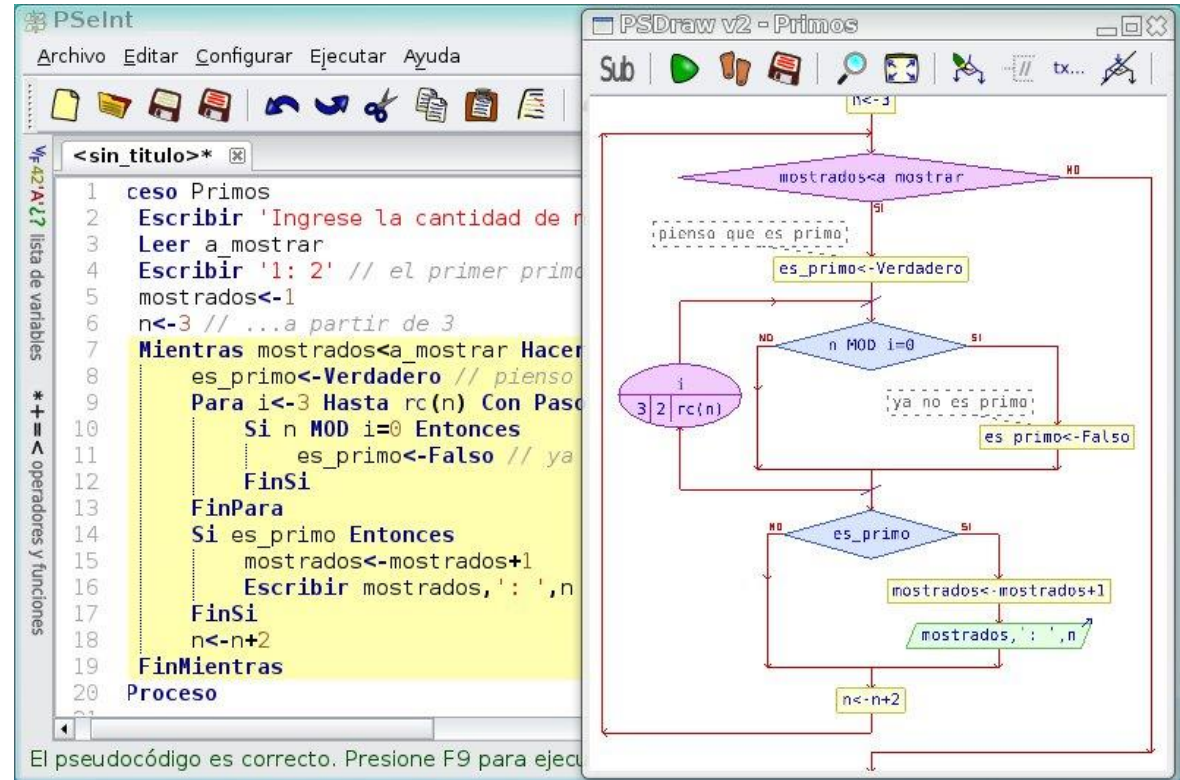 PSeInt
Archivo Editar Configurar Ejecutar Ayuda
<sin_titulo>*
42'A'¿? lista de variables
*+=< operadores y funciones
1 ceso Primos
2 Escribir 'Ingrese la cantidad de
3 Leer a_mostrar
4 Escribir '1: 2' // el primer primo
5 mostrados<-1
6 n<-3 // ...a partir de 3
7 Mientras mostrados<a_mostrar Hacer
8 es_primo<-Verdadero // pienso
9 Para i<-3 Hasta rc(n) Con Paso
10 Si n MOD i=0 Entonces
11 es_primo<-Falso // ya
12 FinSi
13 FinPara
14 Si es_primo Entonces
15 mostrados<-mostrados+1
16 Escribir mostrados,': ',n
17 FinSi
18 n<-n+2
19 FinMientras
20 Proceso
El pseudocódigo es correcto. Presione F9 para ejecu
PSDraw v2 - Primos
Sub
tx...
n<-3
mostrados<a mostrar
NO
SI
pienso que es primo
es_primo<-Verdadero
n MOD i=0
NO
SI
i
3 2 rc(n)
ya no es primo
es primo<-Falso
es_primo
NO
SI
mostrados<-mostrados+1
mostrados,': ',n
n<-n+2